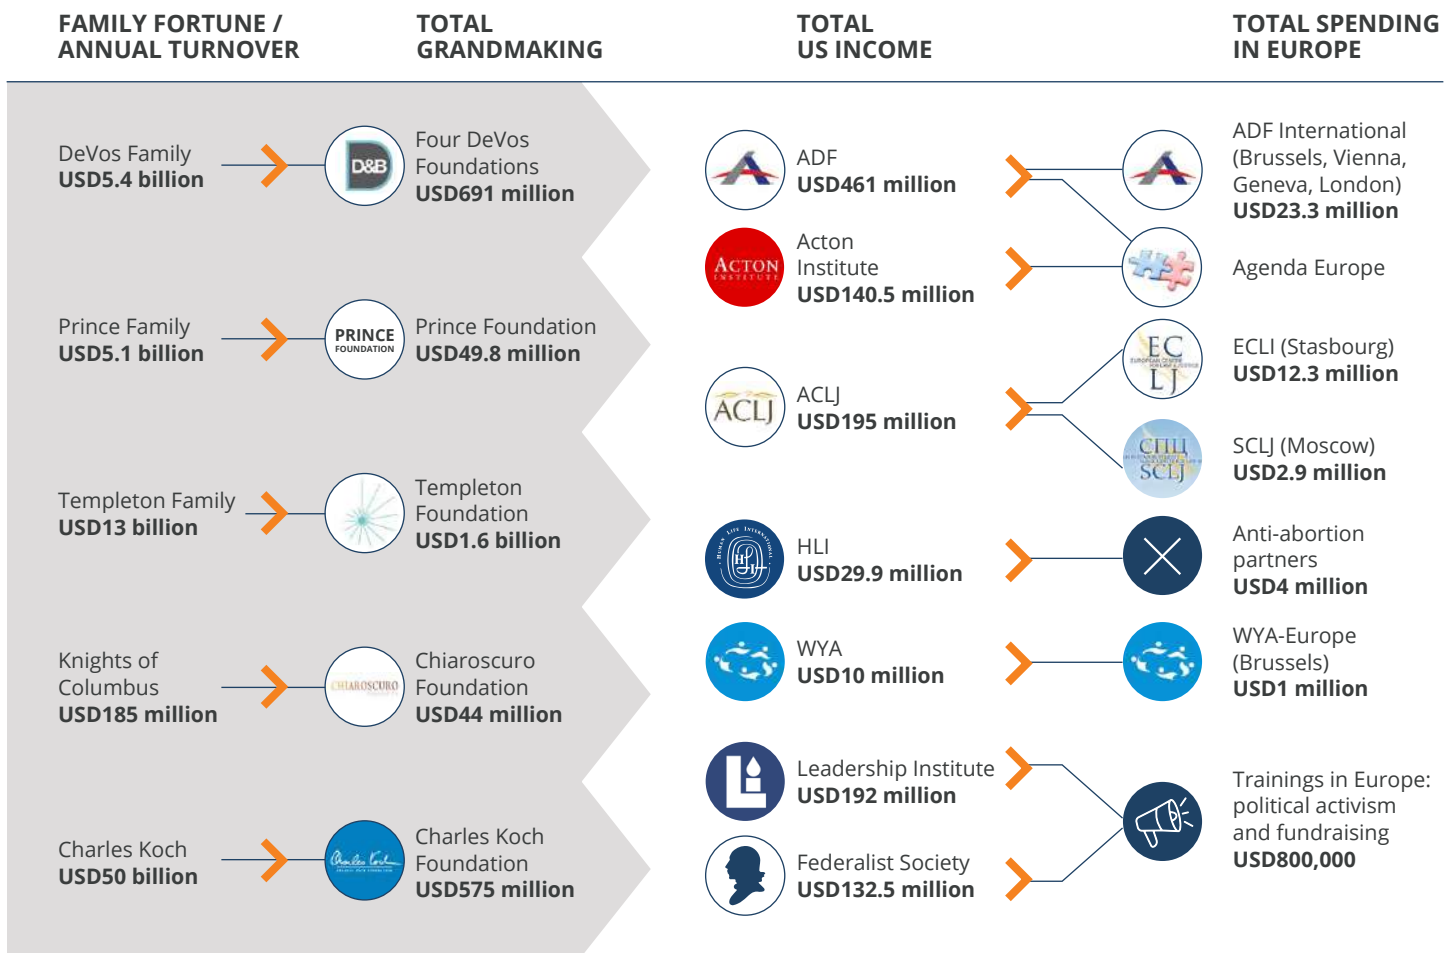 FAMILY FORTUNE /
ANNUAL TURNOVER
TOTAL
GRANDMAKING
TOTAL
US INCOME
TOTAL SPENDING
IN EUROPE
DeVos Family
USD5.4 billion
D&B
Four DeVos
Foundations
USD691 million
Prince Family
USD5.1 billion
PRINCE
FOUNDATION
Prince Foundation
USD49.8 million
Templeton Family
USD13 billion
Templeton
Foundation
USD1.6 billion
Knights of
Columbus
USD185 million
CHIAROSCURO
Chiaroscuro
Foundation
USD44 million
Charles Koch
USD50 billion
Charles Koch
Charles Koch
Foundation
USD575 million
ADF
USD461 million
ACTON
INSTITUTE
Acton
Institute
USD140.5 million
ACLJ
ACLJ
USD195 million
HUMAN LIFE INTERNATIONAL
HLI
HLI
USD29.9 million
WYA
USD10 million
Li
Leadership Institute
USD192 million
Federalist Society
USD132.5 million
ADF International
(Brussels, Vienna,
Geneva, London)
USD23.3 million
Agenda Europe
EC
LJ
ECLI (Stasbourg)
USD12.3 million
СПЦ
SCLJ
SCLJ (Moscow)
USD2.9 million
Anti-abortion
partners
USD4 million
WYA-Europe
(Brussels)
USD1 million
Trainings in Europe:
political activism
and fundraising
USD800,000